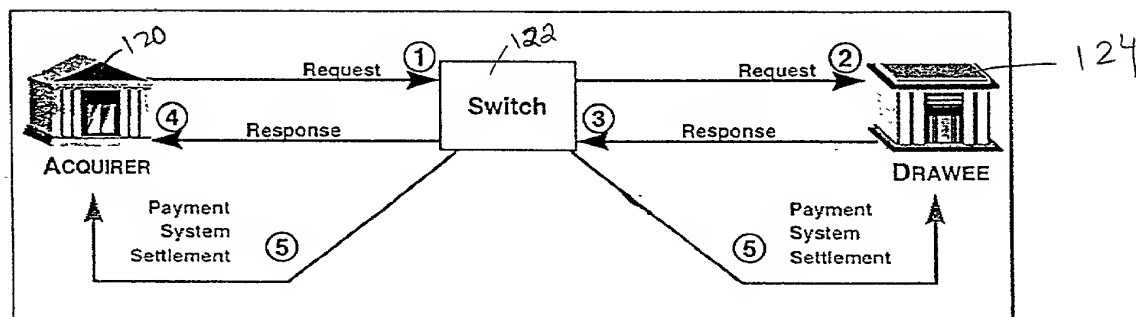 120
122
124
Request ① Request ②
Switch
④ Response ③ Response
ACQUIRER
DRAWEE
Payment
System
Settlement
⑤
Payment
System
Settlement
⑤